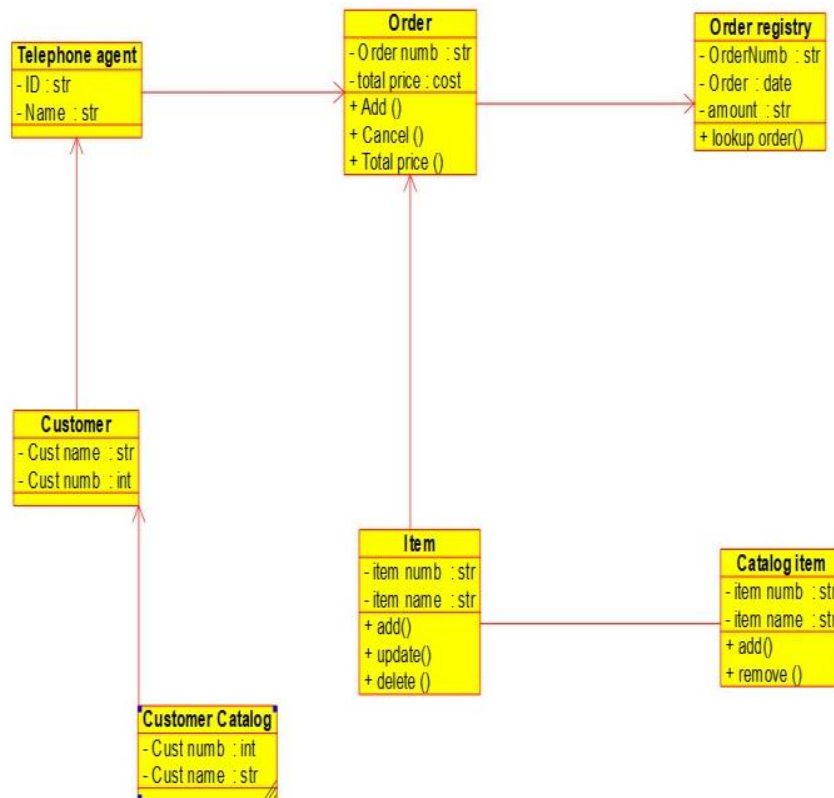 Telephone agent
- ID : str
- Name : str
Order
- Order numb : str
- total price : cost
+ Add ()
+ Cancel ()
+ Total price ()
Order registry
- OrderNumb : str
- Order : date
- amount : str
+ lookup order()
Customer
- Cust name : str
- Cust numb : int
Item
- item numb : str
- item name : str
+ add()
+ update()
+ delete ()
Catalog item
- item numb : str
- item name : str
+ add()
+ remove ()
Customer Catalog
- Cust numb : int
- Cust name : str